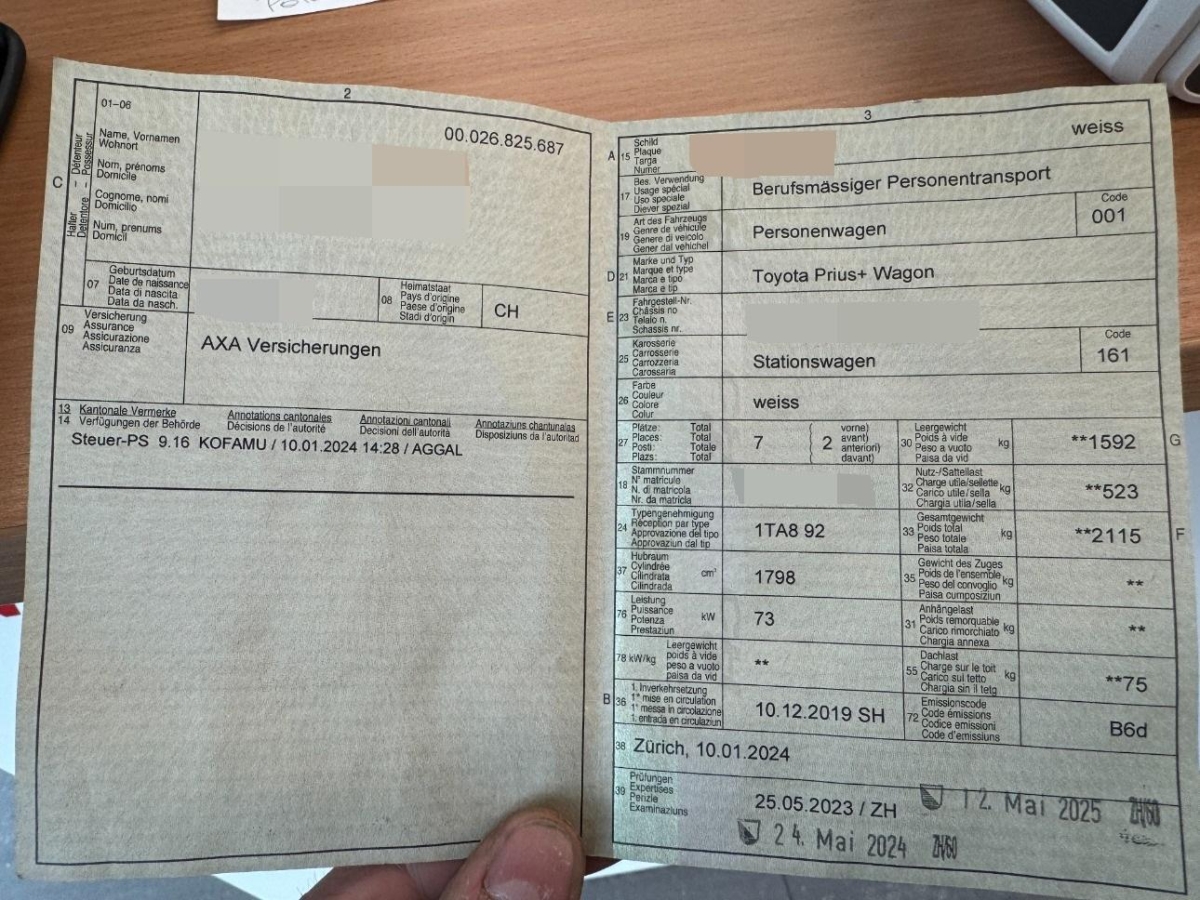 2
01–06
00.026.825.687
C
Halter – Détenteur
Detentore – Possessur
Name, Vornamen
Wohnort
Nom, prénoms
Domicile
Cognome, nomi
Domicilio
Num, prenums
Domicil
07
Geburtsdatum
Date de naissance
Data di nascita
Data da nasch.
08
Heimatstaat
Pays d'origine
Paese d'origine
Stadi d'origin
CH
09
Versicherung
Assurance
Assicurazione
Assicuranza
AXA Versicherungen
13 Kantonale Vermerke Annotations cantonales Annotazioni cantonali Annotaziuns chantunalas
14 Verfügungen der Behörde Décisions de l'autorité Decisioni dell'autorità Disposiziuns da l'autoritad
Steuer-PS 9.16 KOFAMU / 10.01.2024 14:28 / AGGAL
3
A 15
Schild
Plaque
Targa
Numer
weiss
17
Bes. Verwendung
Usage spécial
Uso speciale
Diever spezial
Berufsmässiger Personentransport
19
Art des Fahrzeugs
Genre de véhicule
Genere di veicolo
Gener dal vehichel
Personenwagen
Code
001
D 21
Marke und Typ
Marque et type
Marca e tipo
Marca e tip
Toyota Prius+ Wagon
E 23
Fahrgestell-Nr.
Châssis no
Telaio n.
Schassis nr.
25
Karosserie
Carrosserie
Carrozzeria
Carossaria
Stationswagen
Code
161
26
Farbe
Couleur
Colore
Colur
weiss
27
Plätze: Total
Places: Total
Posti: Totale
Plazs: Total
7
2
vorne)
avant)
anteriori)
davant)
30
Leergewicht
Poids à vide
Peso a vuoto
Paisa da vid
kg
**1592
G
18
Stammnummer
N° matricule
N. di matricola
Nr. da matricla
32
Nutz-/Sattellast
Charge utile/sellette
Carico utile/sella
Chargia utila/sella
kg
**523
24
Typengenehmigung
Réception par type
Approvazione del tipo
Approvaziun dal tip
1TA8 92
33
Gesamtgewicht
Poids total
Peso totale
Paisa totala
kg
**2115
F
37
Hubraum
Cylindrée
Cilindrata
Cilindrada
cm³
1798
35
Gewicht des Zuges
Poids de l'ensemble
Peso del convoglio
Paisa cumposiziun
kg
**
76
Leistung
Puissance
Potenza
Prestaziun
kW
73
31
Anhängelast
Poids remorquable
Carico rimorchiato
Chargia annexa
kg
**
78 kW/kg
Leergewicht
poids à vide
peso a vuoto
paisa da vid
**
55
Dachlast
Charge sur le toit
Carico sul tetto
Chargia sin il tetg
kg
**75
B 36
1. Inverkehrsetzung
1re mise en circulation
1a messa in circolazione
1. entrada en circulaziun
10.12.2019 SH
72
Emissionscode
Code émissions
Codice emissioni
Code d'emissiuns
B6d
38 Zürich, 10.01.2024
39
Prüfungen
Expertises
Perizie
Examinaziuns
25.05.2023 / ZH
12. Mai 2025 ZH/60
24. Mai 2024 ZH/60